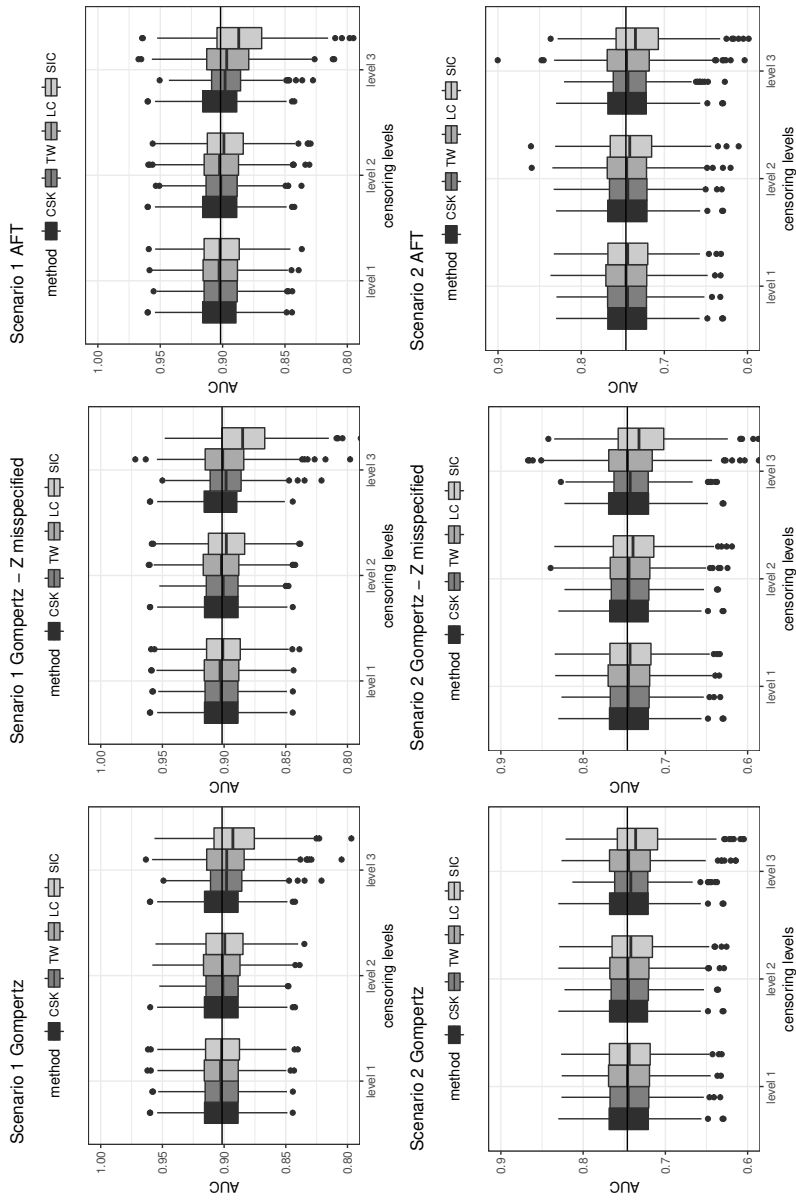 Scenario 1 Gompertz
method CSK TW LC SIC
1.00
0.95
0.90
0.85
0.80
AUC
level 1 level 2 level 3
censoring levels
Senario 1 Gompertz – Z misspecified
method CSK TW LC SIC
1.00
0.95
0.90
0.85
0.80
AUC
level 1 level 2 level 3
censoring levels
Scenario 1 AFT
method CSK TW LC SIC
1.00
0.95
0.90
0.85
0.80
AUC
level 1 level 2 level 3
censoring levels
Scenario 2 Gompertz
method CSK TW LC SIC
0.9
0.8
0.7
0.6
AUC
level 1 level 2 level 3
censoring levels
Senario 2 Gompertz – Z misspecified
method CSK TW LC SIC
0.9
0.8
0.7
0.6
AUC
level 1 level 2 level 3
censoring levels
Scenario 2 AFT
method CSK TW LC SIC
0.9
0.8
0.7
0.6
AUC
level 1 level 2 level 3
censoring levels